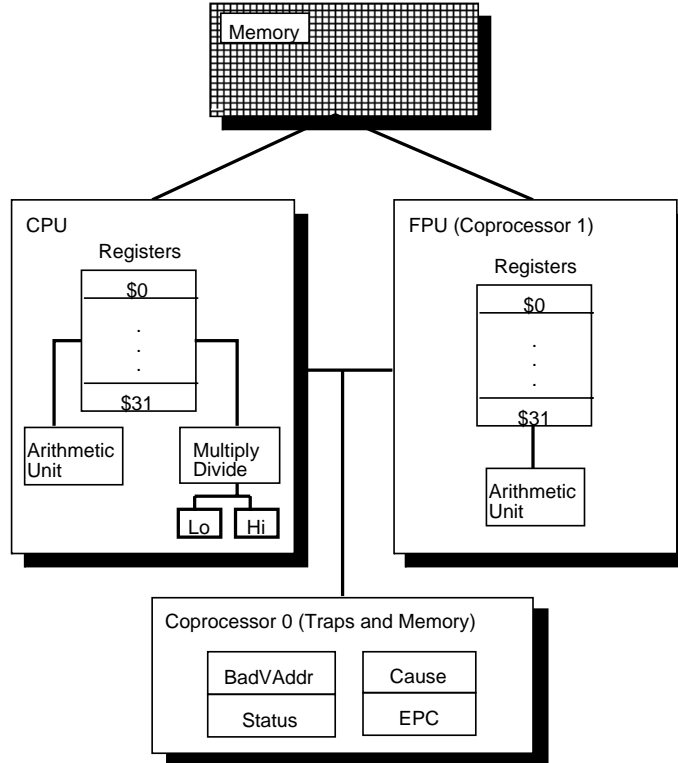 Memory
CPU
Registers
$0
.
.
.
$31
Arithmetic
Unit
Multiply
Divide
Lo
Hi
FPU (Coprocessor 1)
Registers
$0
.
.
.
.
$31
Arithmetic
Unit
Coprocessor 0 (Traps and Memory)
BadVAddr
Status
Cause
EPC